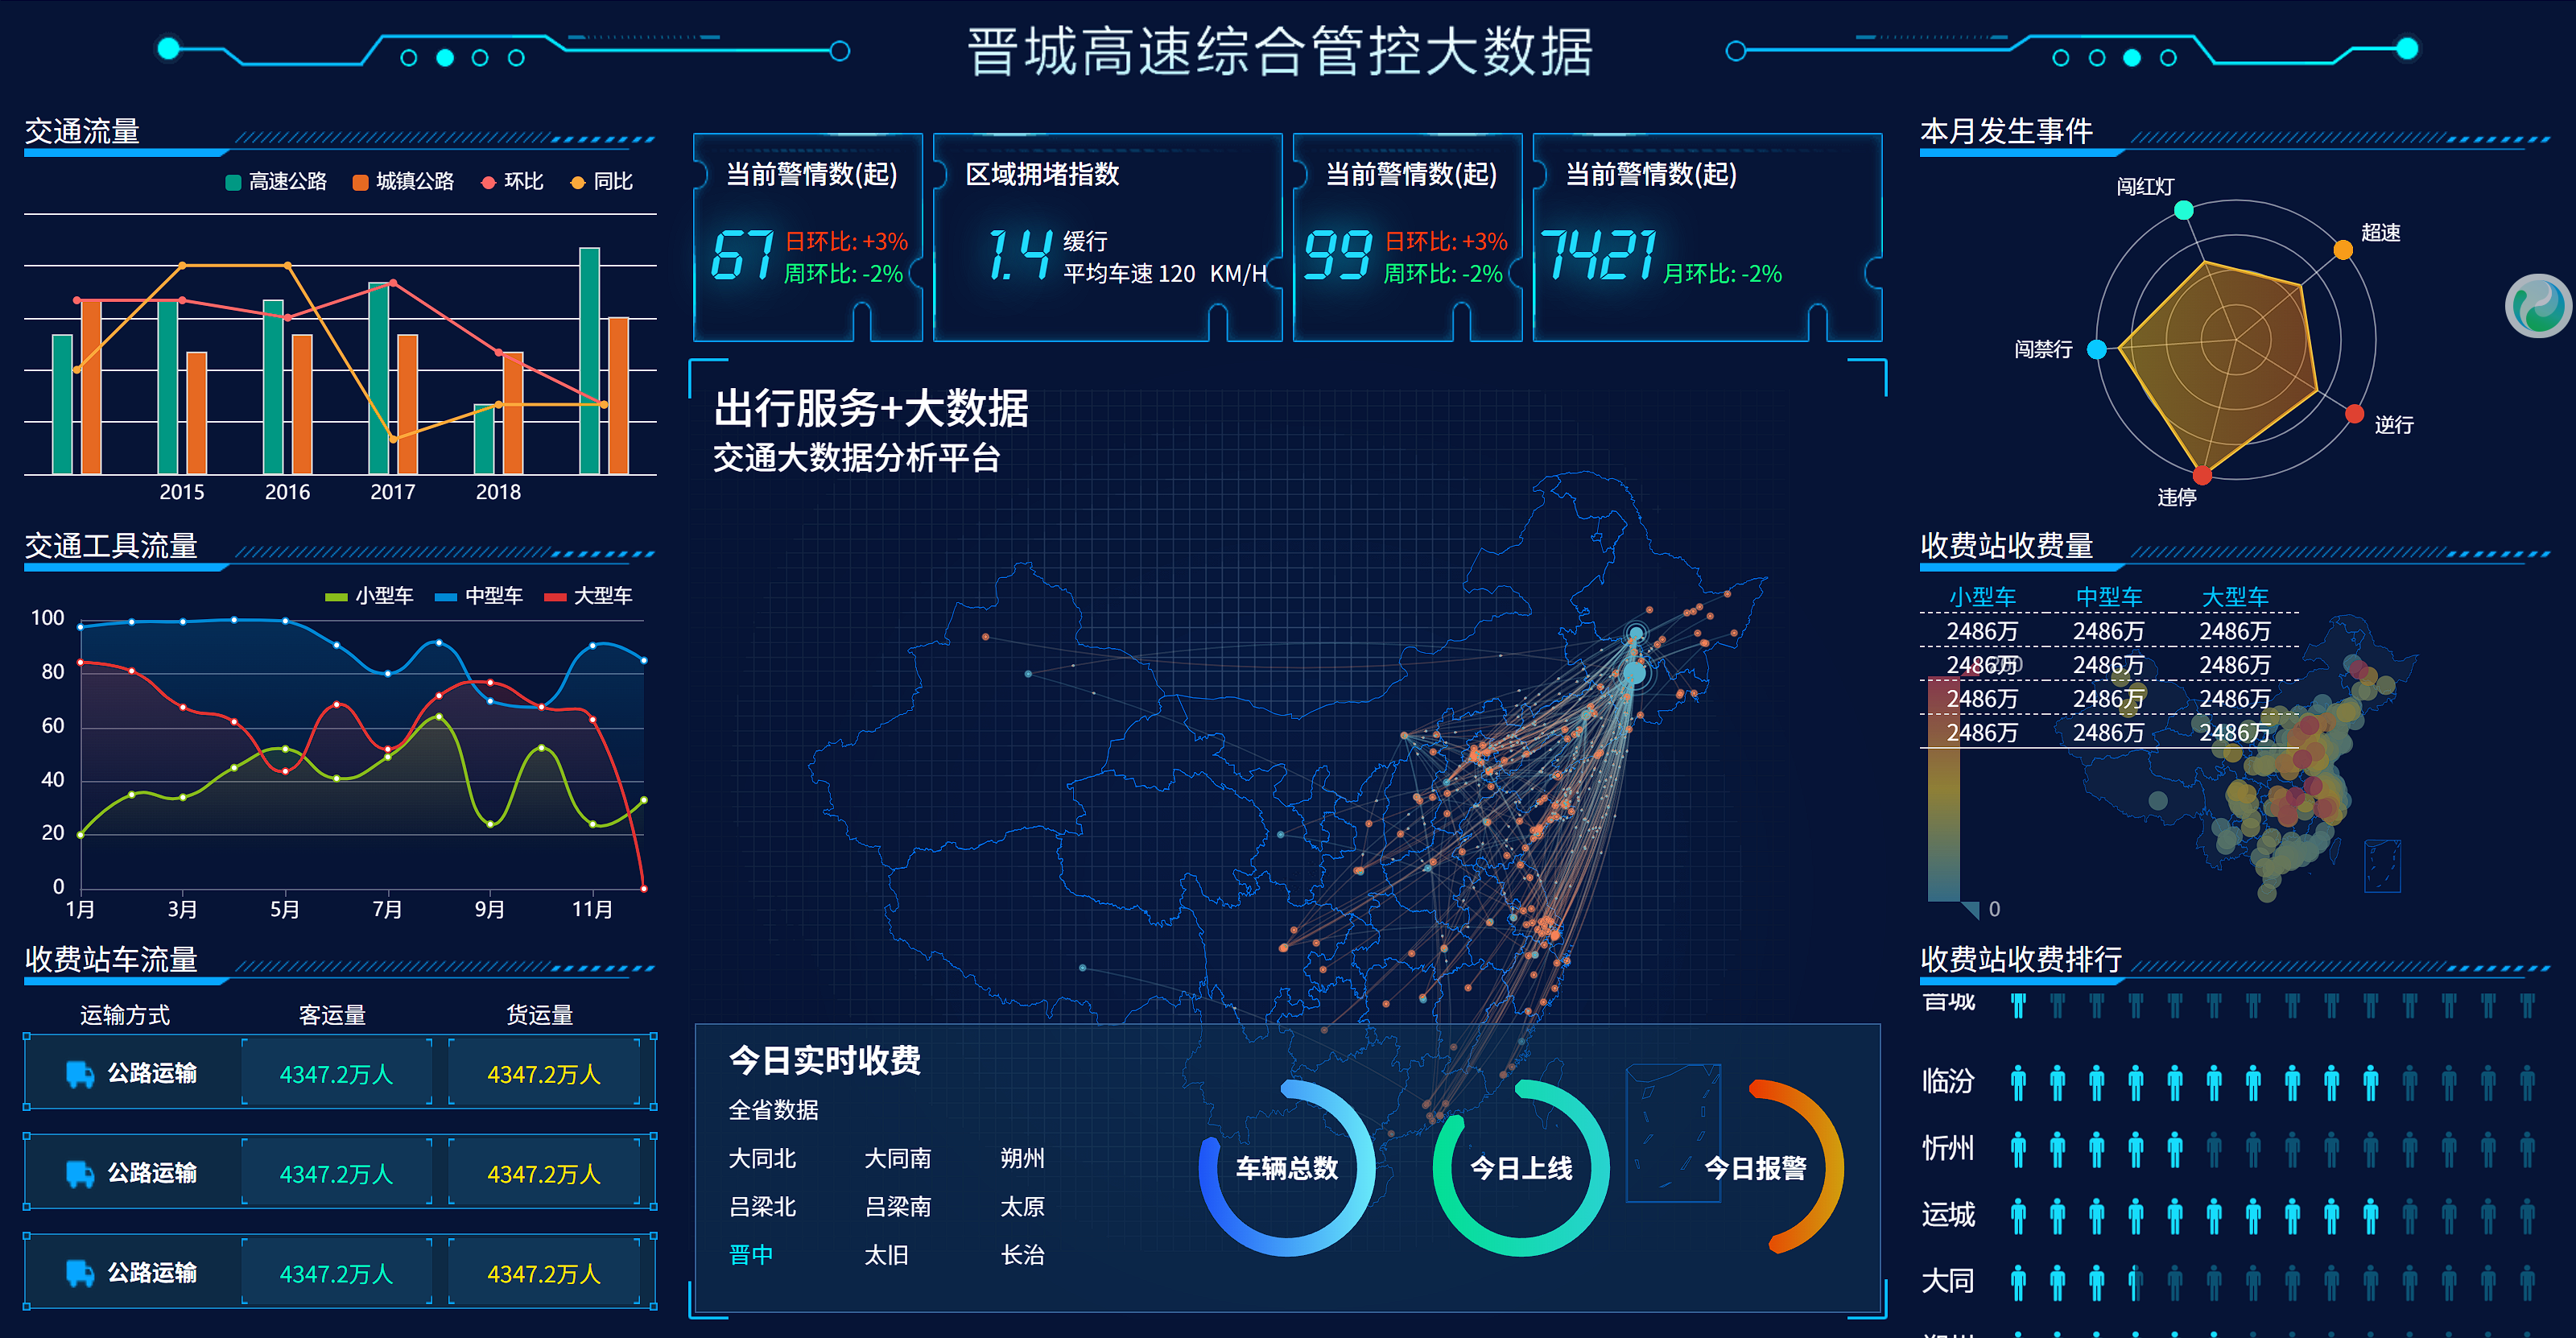 晋城高速综合管控大数据
交通流量
高速公路 城镇公路 环比 同比
2015 2016 2017 2018
交通工具流量
小型车 中型车 大型车
100
80
60
40
20
0
1月 3月 5月 7月 9月 11月
收费站车流量
运输方式 客运量 货运量
公路运输 4347.2万人 4347.2万人
公路运输 4347.2万人 4347.2万人
公路运输 4347.2万人 4347.2万人
当前警情数(起)
67
日环比: +3%
周环比: -2%
区域拥堵指数
1.4
缓行
平均车速 120 KM/H
当前警情数(起)
99
日环比: +3%
周环比: -2%
当前警情数(起)
7421
月环比: -2%
出行服务+大数据
交通大数据分析平台
今日实时收费
全省数据
大同北 大同南 朔州
吕梁北 吕梁南 太原
晋中 太旧 长治
车辆总数
今日上线
今日报警
本月发生事件
闯红灯
超速
闯禁行
逆行
违停
收费站收费量
小型车 中型车 大型车
2486万 2486万 2486万
2486万 2486万 2486万
2486万 2486万 2486万
2486万 2486万 2486万
0
收费站收费排行
晋城
临汾
忻州
运城
大同